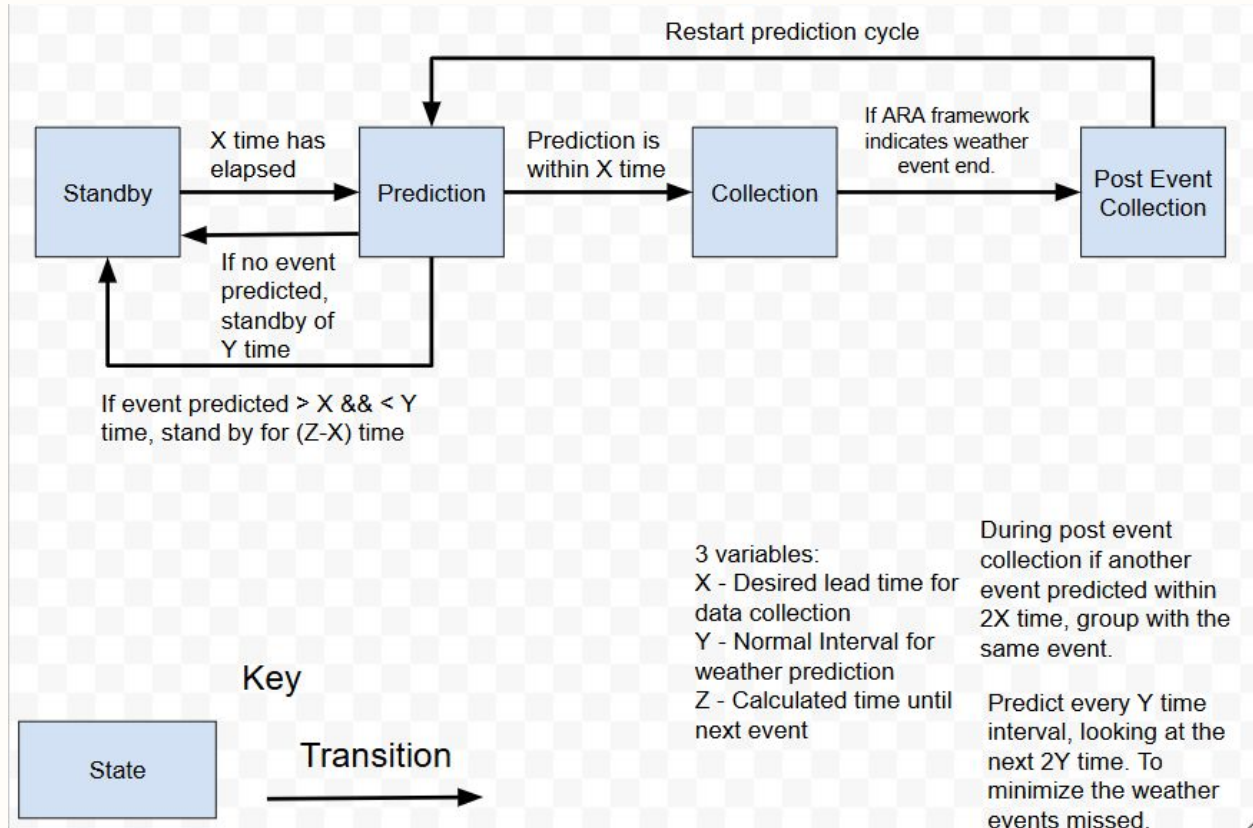 Restart prediction cycle
Standby
X time has
elapsed
Prediction
Prediction is
within X time
Collection
If ARA framework
indicates weather
event end.
Post Event
Collection
If no event
predicted,
standby of
Y time
If event predicted > X && < Y
time, stand by for (Z-X) time
3 variables:
X - Desired lead time for
data collection
Y - Normal Interval for
weather prediction
Z - Calculated time until
next event
During post event
collection if another
event predicted within
2X time, group with the
same event.
Predict every Y time
interval, looking at the
next 2Y time. To
minimize the weather
events missed.
Key
State
Transition